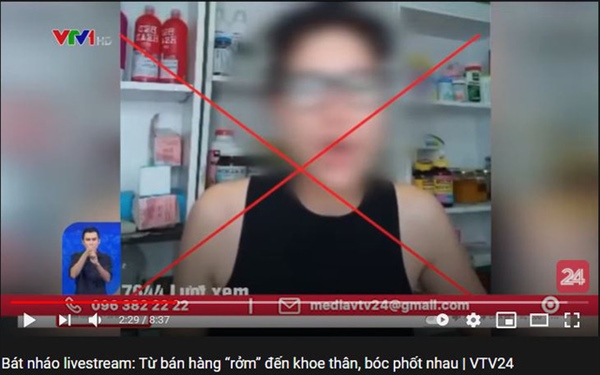 VTV1 HD
7944 Lượt xem
24
096 382 22 22 | mediavtv24@gmail.com
2:29 / 8:37
Bát nháo livestream: Từ bán hàng “rởm” đến khoe thân, bóc phốt nhau | VTV24